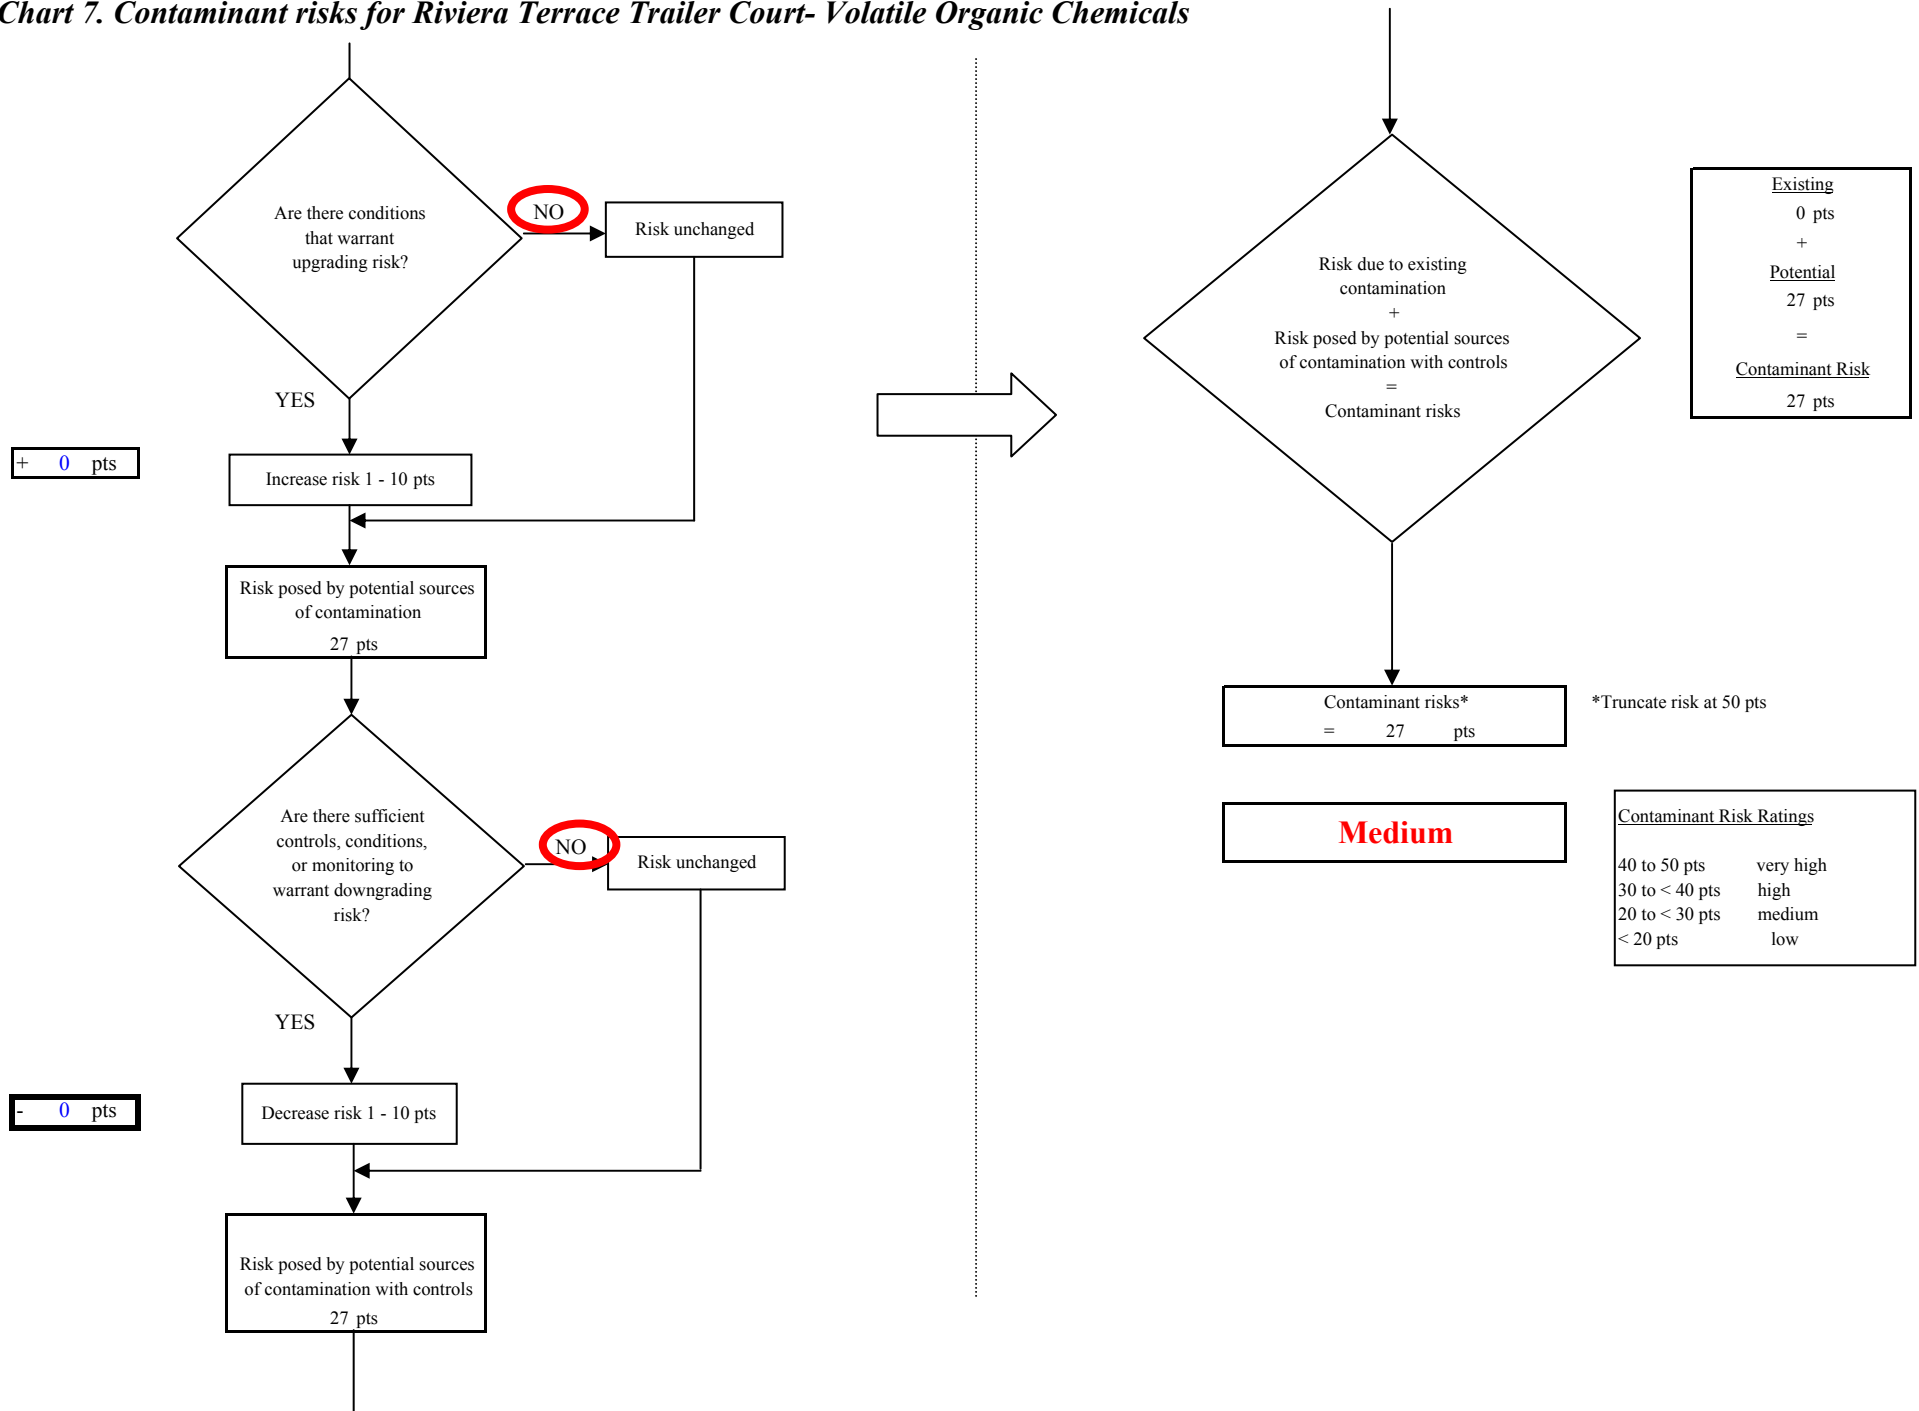 Chart 7. Contaminant risks for Riviera Terrace Trailer Court- Volatile Organic Chemicals
Are there conditions
that warrant
upgrading risk?
NO
Risk unchanged
YES
+ 0 pts
Increase risk 1 - 10 pts
Risk posed by potential sources
of contamination
27 pts
Are there sufficient
controls, conditions,
or monitoring to
warrant downgrading
risk?
NO
Risk unchanged
YES
- 0 pts
Decrease risk 1 - 10 pts
Risk posed by potential sources
of contamination with controls
27 pts
Risk due to existing
contamination
+
Risk posed by potential sources
of contamination with controls
=
Contaminant risks
Existing
0 pts
+
Potential
27 pts
=
Contaminant Risk
27 pts
Contaminant risks*
= 27 pts
*Truncate risk at 50 pts
Medium
Contaminant Risk Ratings
40 to 50 pts very high
30 to < 40 pts high
20 to < 30 pts medium
< 20 pts low